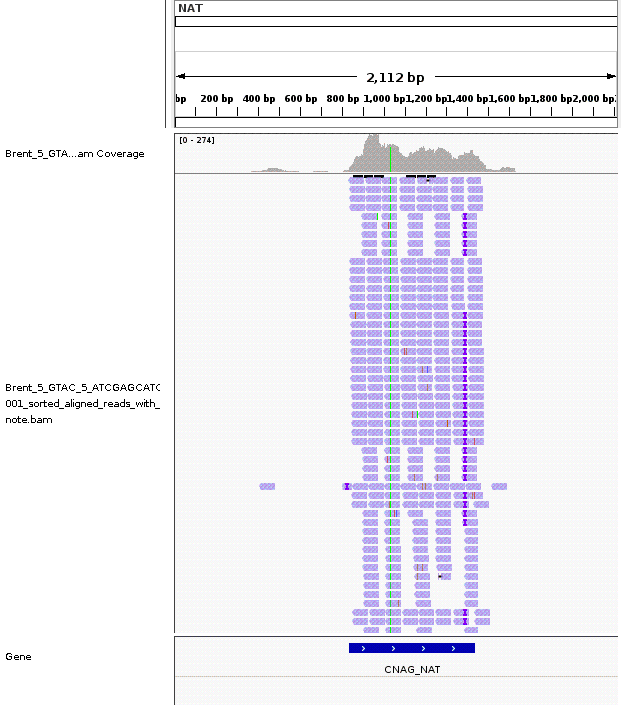 NAT
2,112 bp
bp 200 bp 400 bp 600 bp 800 bp 1,000 bp 1,200 bp 1,400 bp 1,600 bp 1,800 bp 2,000 bp
[0 - 274]
Brent_5_GTA...am Coverage
Brent_5_GTAC_5_ATCGAGCATC
001_sorted_aligned_reads_with_
note.bam
Gene
CNAG_NAT